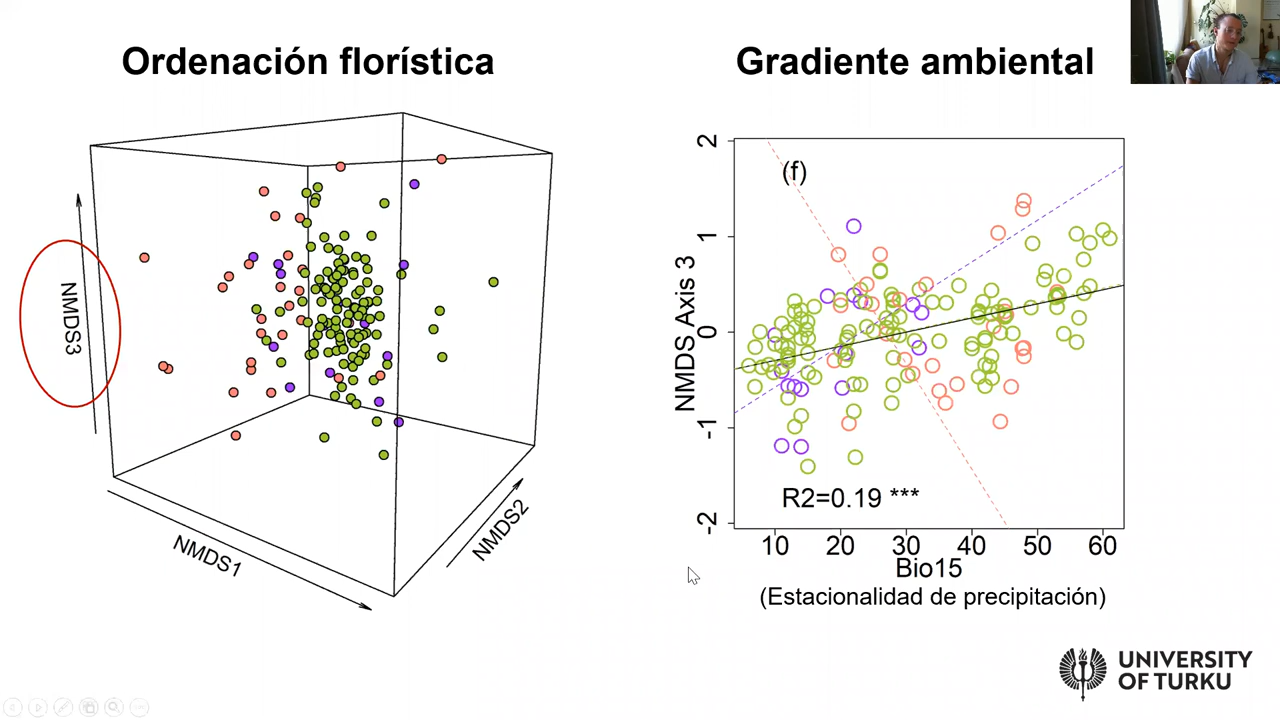 Ordenación florística
Gradiente ambiental
NMDS3
NMDS1
NMDS2
(f)
NMDS Axis 3
2
1
0
-1
-2
R2=0.19 ***
10 20 30 40 50 60
Bio15
(Estacionalidad de precipitación)
UNIVERSITY
OF TURKU